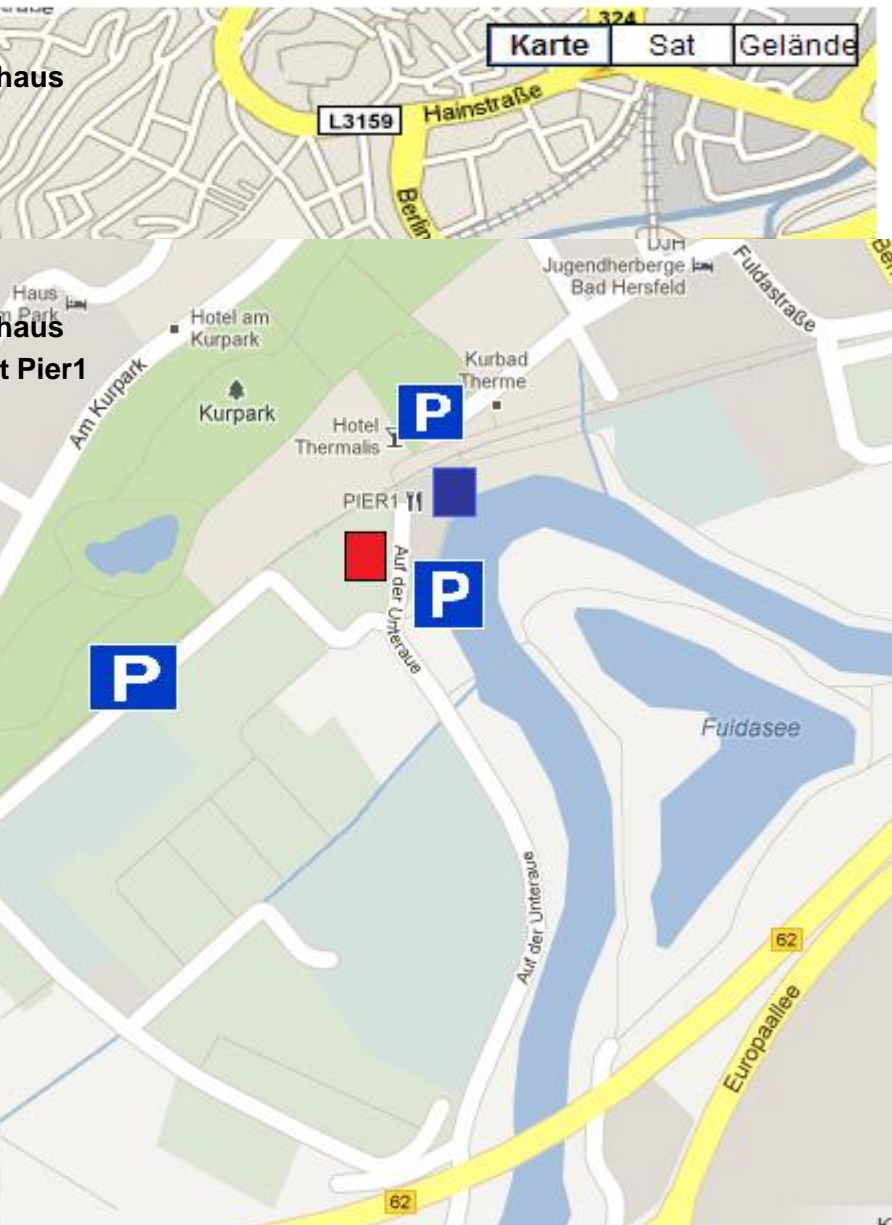 324
Karte Sat Gelände
haus
L3159
Hainstraße
Berlin
DJH
Jugendherberge
Bad Hersfeld
Fuldastraße
Haus
m Park
Hotel am
Kurpark
haus
t Pier1
Am Kurpark
Kurpark
Kurbad
Therme
P
Hotel
Thermalis
PIER1
Auf der Unteraue
P
P
Fuldasee
Auf der Unteraue
62
Europaallee
62